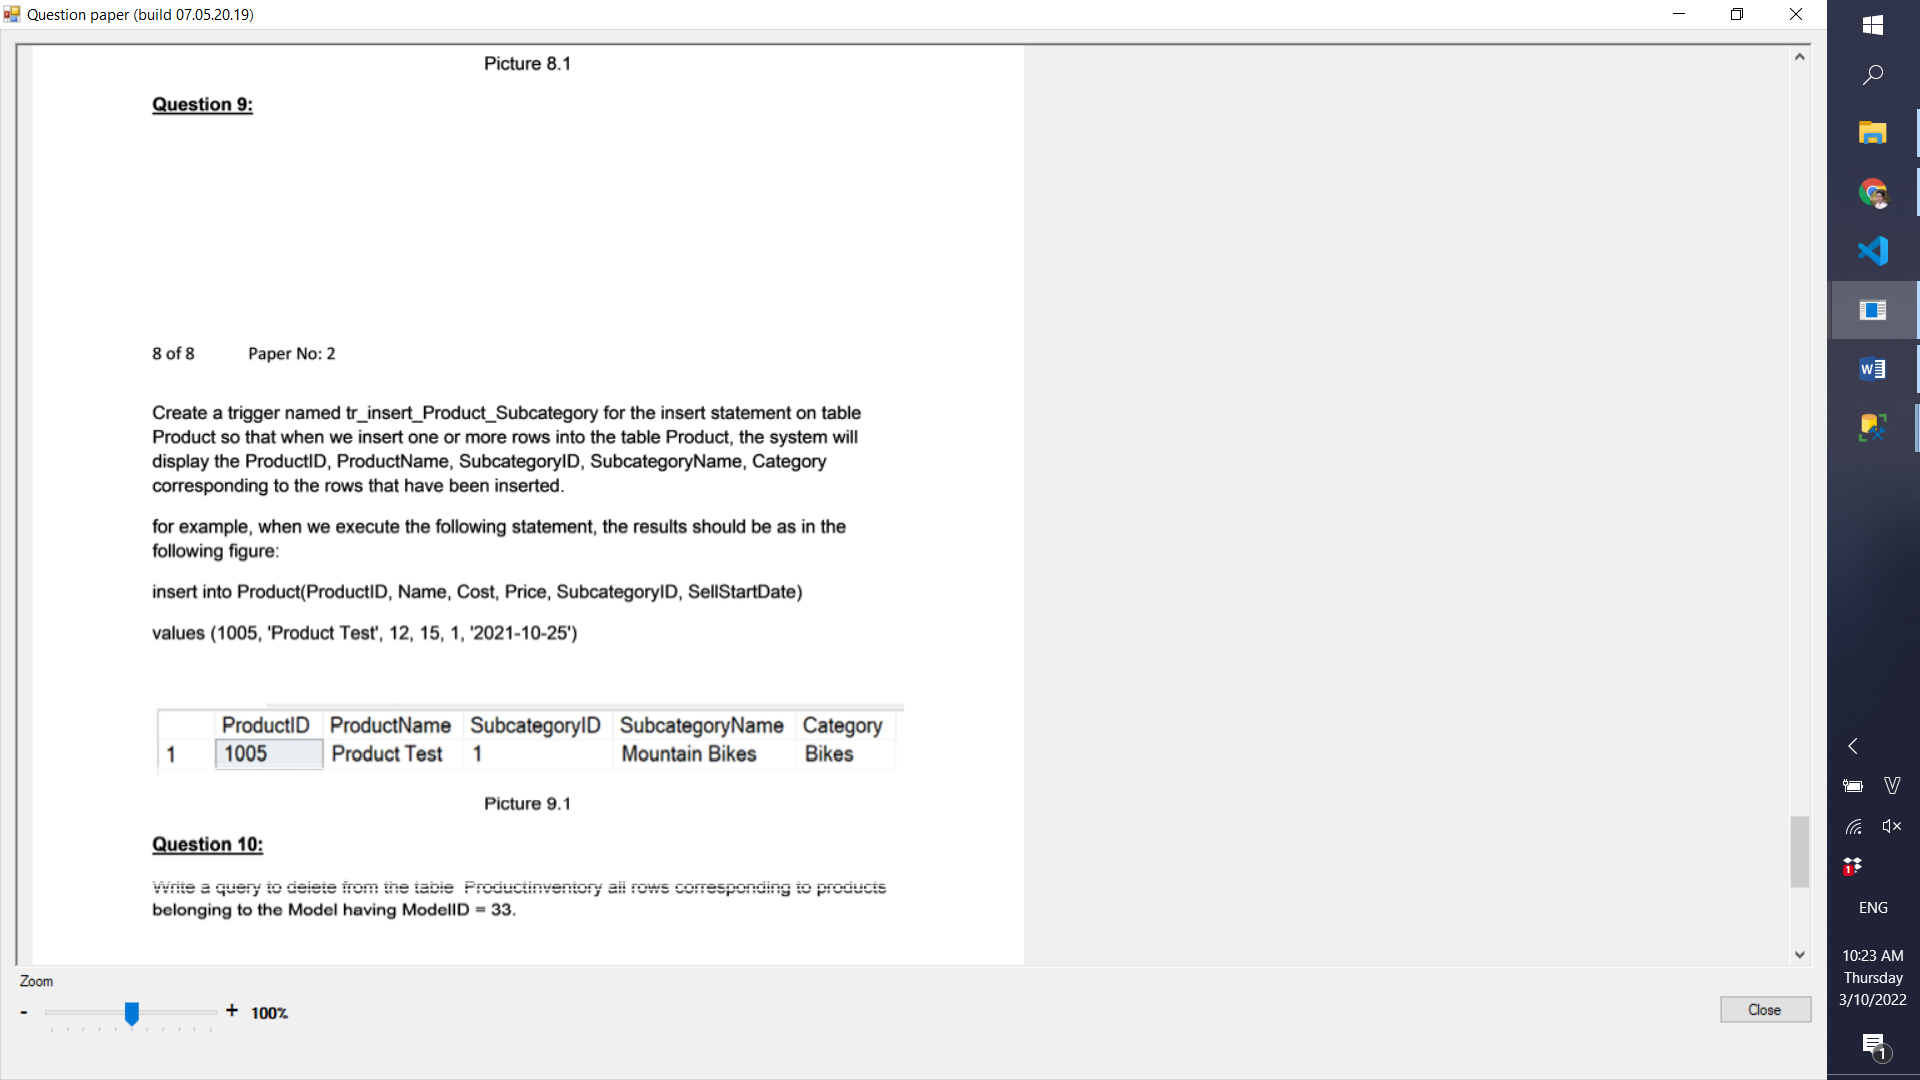 Question paper (build 07.05.20.19)
Picture 8.1
Question 9:
8 of 8 Paper No: 2
Create a trigger named tr_insert_Product_Subcategory for the insert statement on table
Product so that when we insert one or more rows into the table Product, the system will
display the ProductID, ProductName, SubcategoryID, SubcategoryName, Category
corresponding to the rows that have been inserted.
for example, when we execute the following statement, the results should be as in the
following figure:
insert into Product(ProductID, Name, Cost, Price, SubcategoryID, SellStartDate)
values (1005, 'Product Test', 12, 15, 1, '2021-10-25')
ProductID ProductName SubcategoryID SubcategoryName Category
1 1005 Product Test 1 Mountain Bikes Bikes
Picture 9.1
Question 10:
Write a query to delete from the table ProductInventory all rows corresponding to products
belonging to the Model having ModelID = 33.
Zoom
- + 100%
Close
W
1
ENG
10:23 AM
Thursday
3/10/2022
1